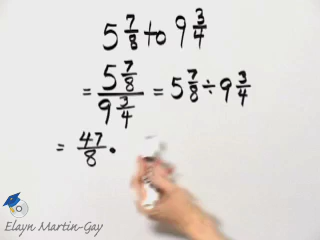 5 7/8 to 9 3/4
= 5 7/8 / 9 3/4 = 5 7/8 ÷ 9 3/4
= 47/8 •
Elayn Martin-Gay